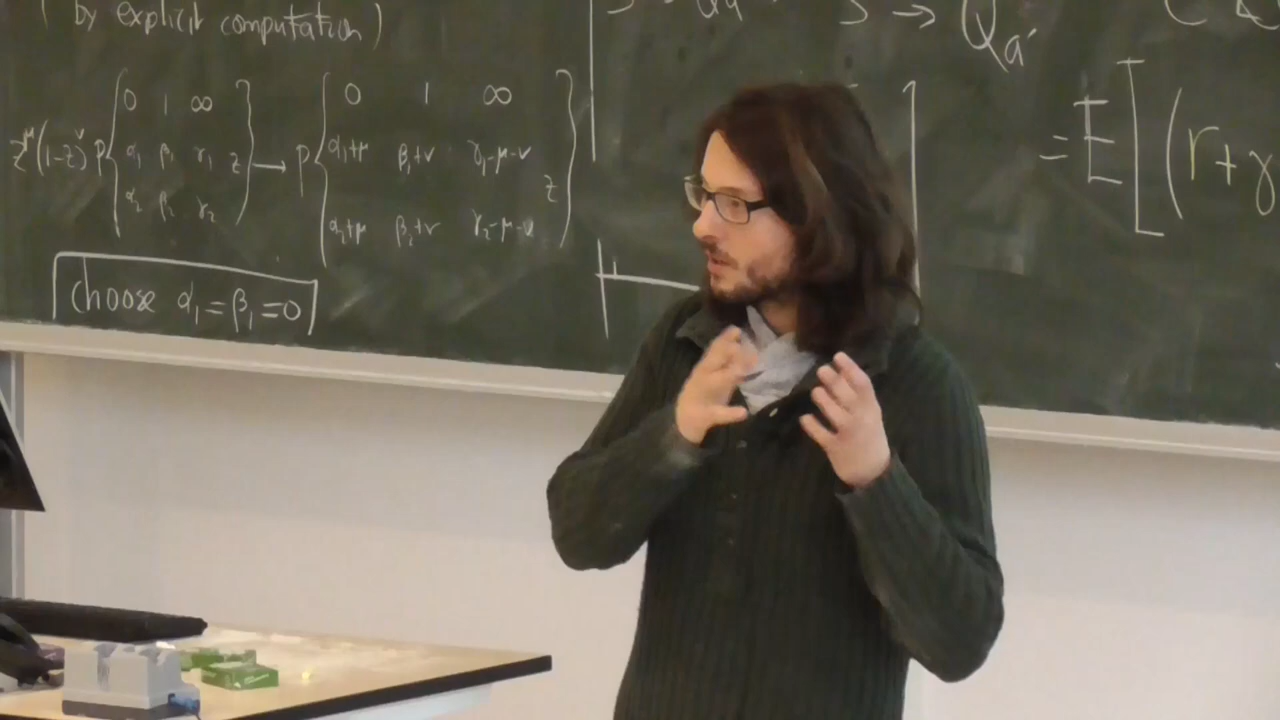 ( by explicit computation)
z^μ(1-z)^ν P{ 0 1 ∞
α₁ β₁ γ₁ z
α₂ β₂ γ₂ } → P{ 0 1 ∞
α₁+μ β₁+ν γ₁-μ-ν
z
α₂+μ β₂+ν γ₂-μ-ν }
Choose α₁ = β₁ = 0
S → Q_a'
= E[(r+γ